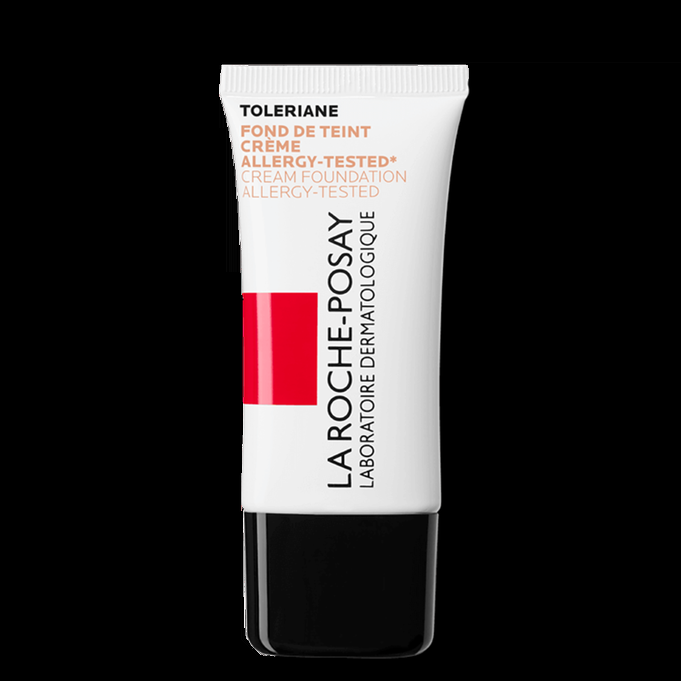 TOLERIANE
FOND DE TEINT
CRÈME
ALLERGY-TESTED*
CREAM FOUNDATION
ALLERGY-TESTED
LA ROCHE-POSAY
LABORATOIRE DERMATOLOGIQUE